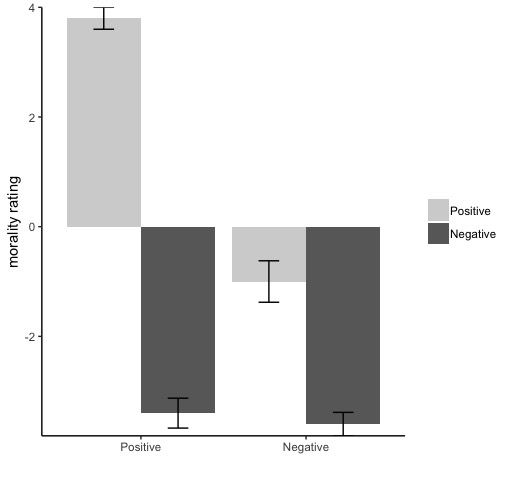 4
2
0
-2
morality rating
Positive
Negative
Positive
Negative